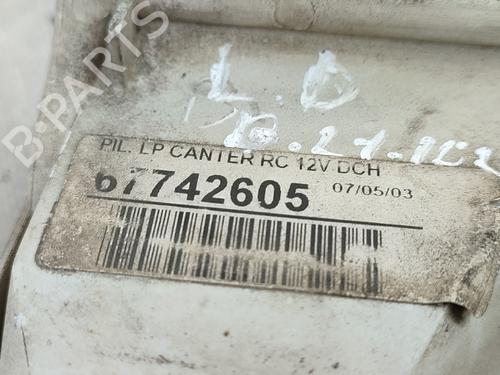 B-PARTS
L.D
PIL. LP CANTER RC 12V DCH
67742605
07/05/03